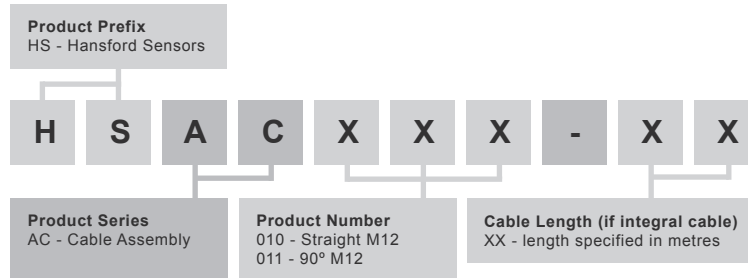 Product Prefix
HS - Hansford Sensors
H S A C X X X - X X
Product Series
AC - Cable Assembly
Product Number
010 - Straight M12
011 - 90º M12
Cable Length (if integral cable)
XX - length specified in metres